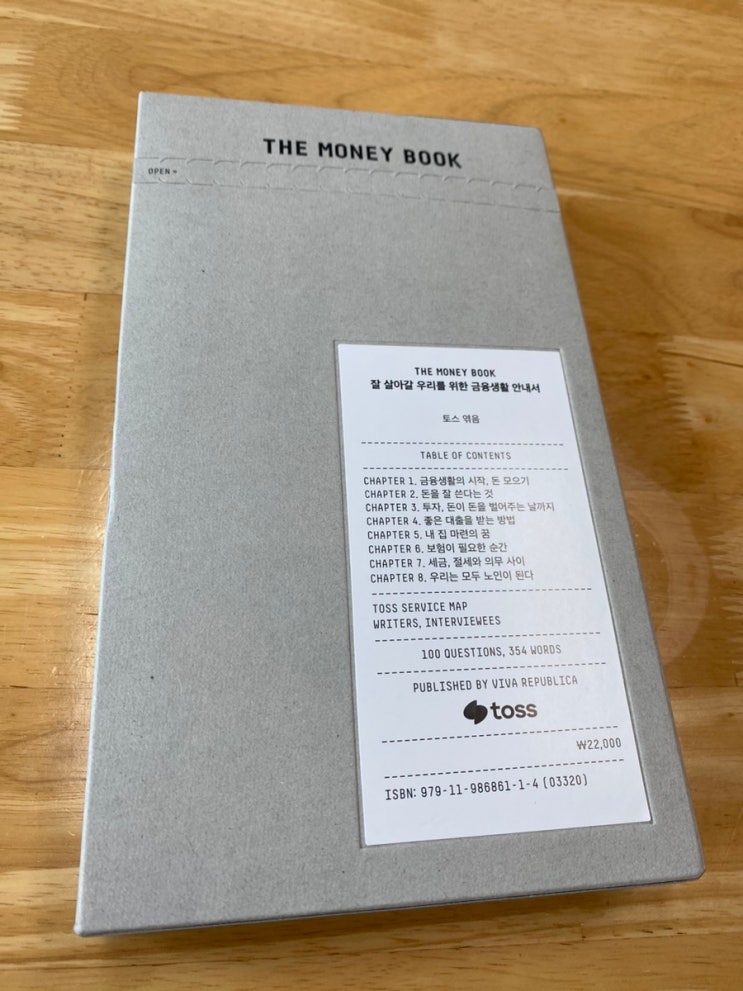 THE MONEY BOOK
OPEN
THE MONEY BOOK
잘 살아갈 우리를 위한 금융생활 안내서
토스 엮음
TABLE OF CONTENTS
CHAPTER 1. 금융생활의 시작, 돈 모으기
CHAPTER 2. 돈을 잘 쓴다는 것
CHAPTER 3. 투자, 돈이 돈을 벌어주는 날까지
CHAPTER 4. 좋은 대출을 받는 방법
CHAPTER 5. 내 집 마련의 꿈
CHAPTER 6. 보험이 필요한 순간
CHAPTER 7. 세금, 절세와 의무 사이
CHAPTER 8. 우리는 모두 노인이 된다
TOSS SERVICE MAP
WRITERS, INTERVIEWEES
100 QUESTIONS, 354 WORDS
PUBLISHED BY VIVA REPUBLICA
toss
₩22,000
ISBN: 979-11-986861-1-4 (03320)